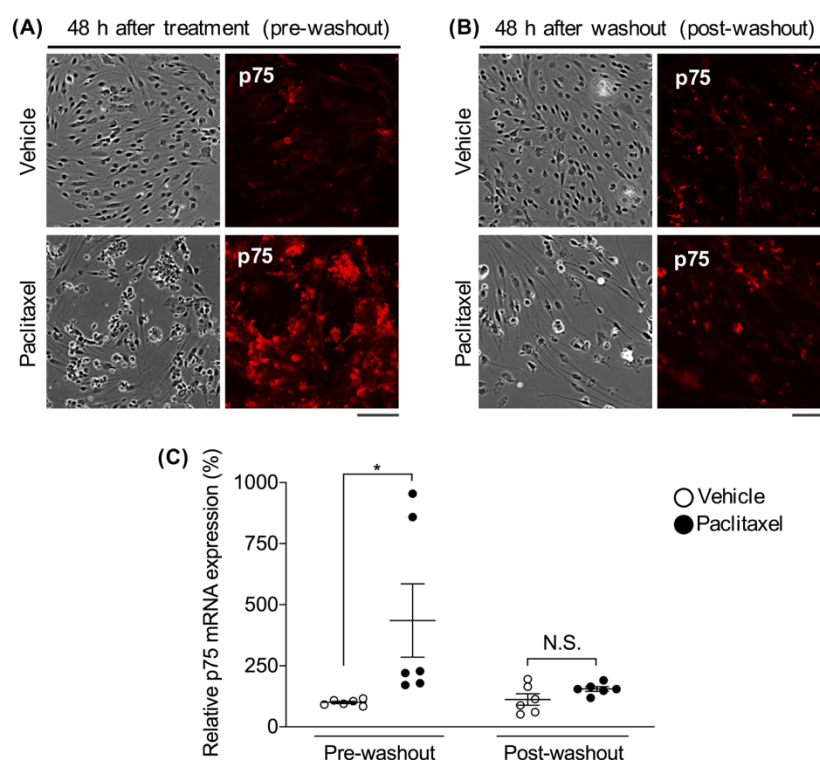 (A) 48 h after treatment (pre-washout)
(B) 48 h after washout (post-washout)
Vehicle
p75
Vehicle
p75
Paclitaxel
p75
Paclitaxel
p75
(C)
Relative p75 mRNA expression (%)
1000
750
500
250
0
*
N.S.
Pre-washout
Post-washout
Vehicle
Paclitaxel